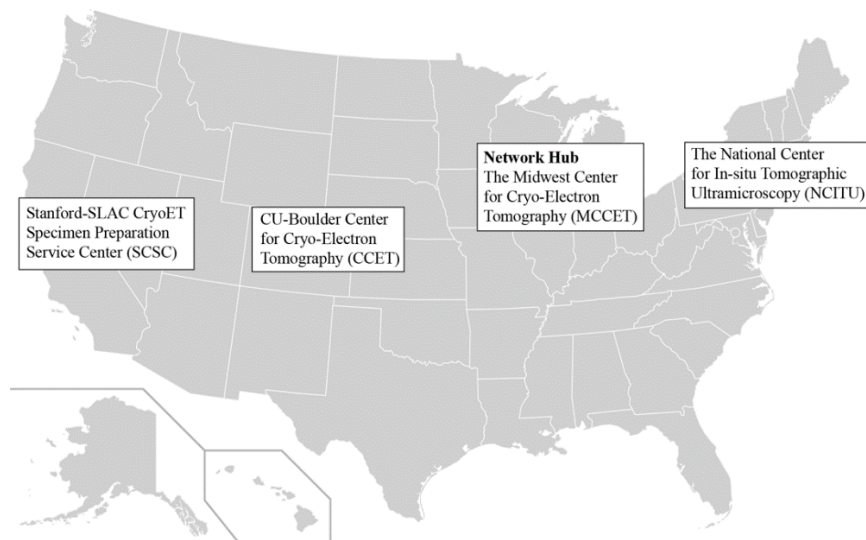 Stanford-SLAC CryoET
Specimen Preparation
Service Center (SCSC)
CU-Boulder Center
for Cryo-Electron
Tomography (CCET)
Network Hub
The Midwest Center
for Cryo-Electron
Tomography (MCCET)
The National Center
for In-situ Tomographic
Ultramicroscopy (NCITU)